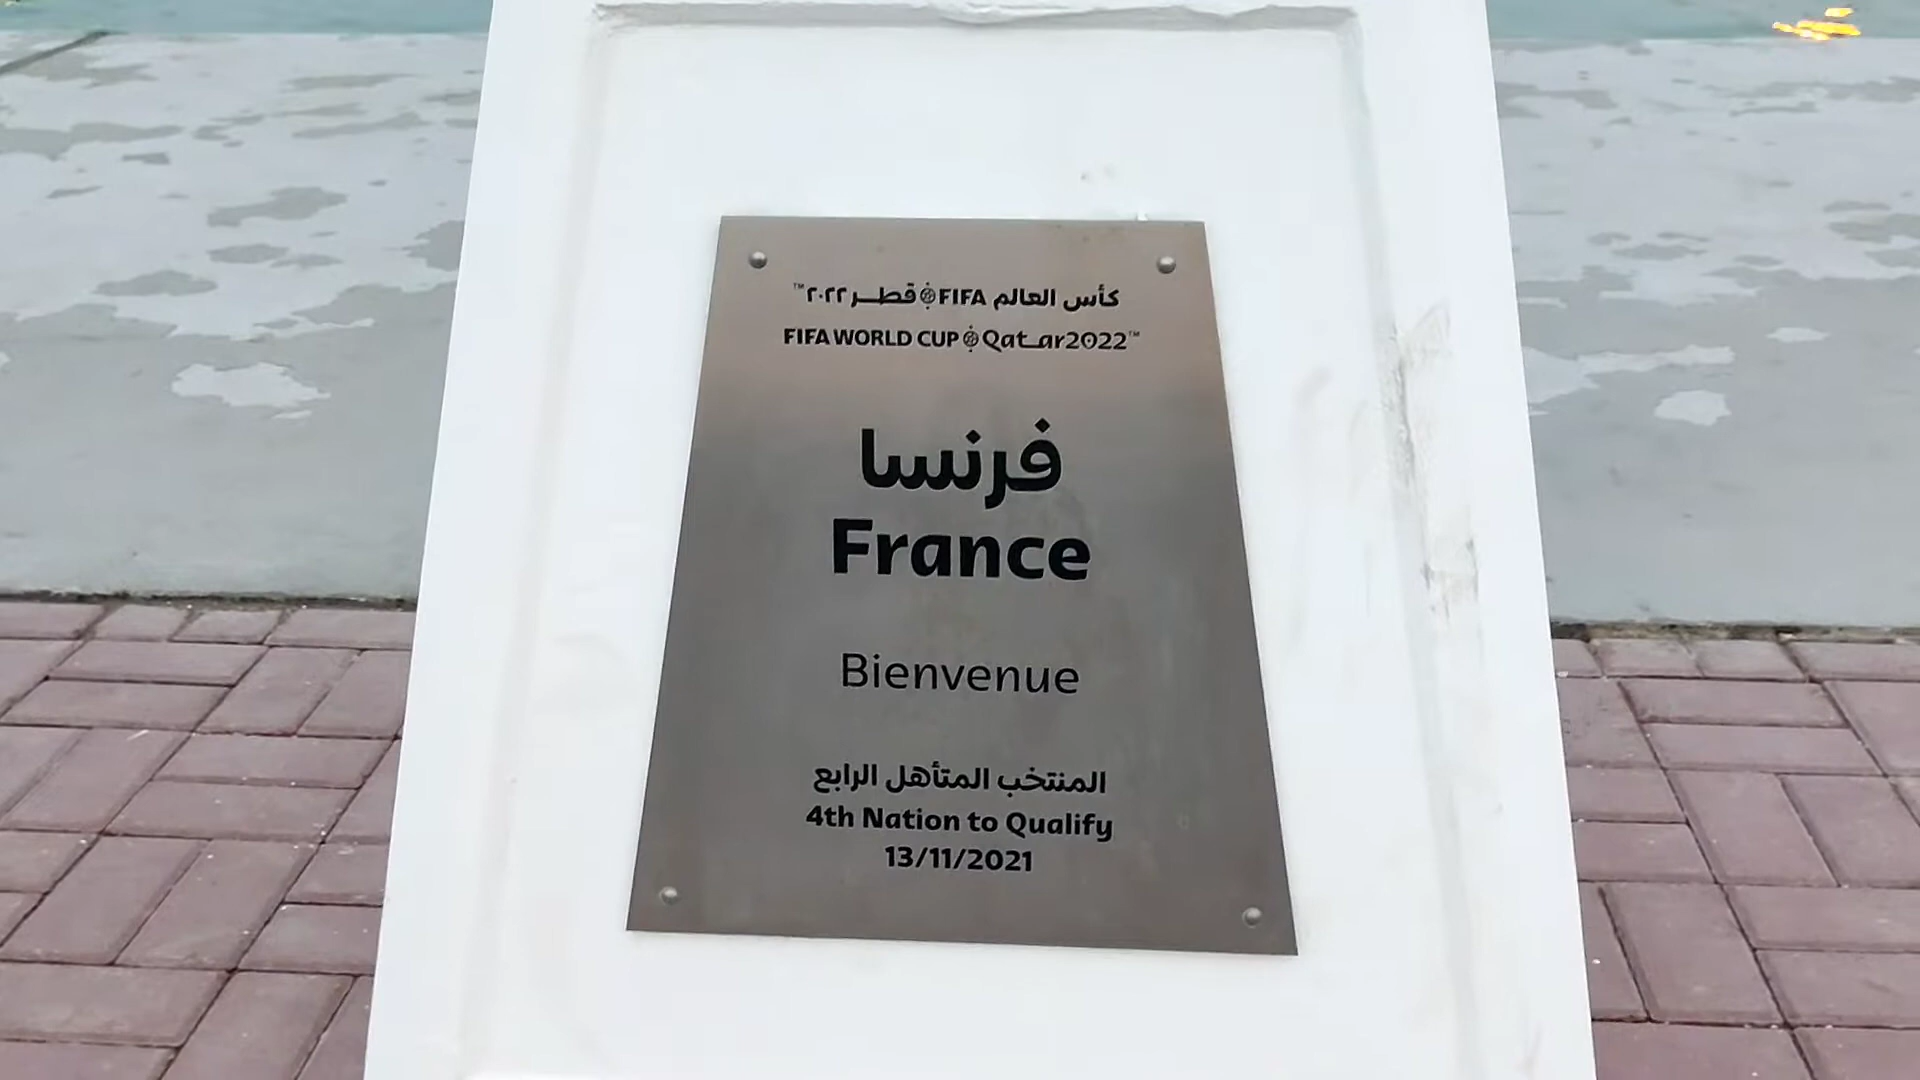 كأس العالم FIFA قطر ٢٠٢٢™
FIFA WORLD CUP Qatar2022™
فرنسا
France
Bienvenue
المنتخب المتأهل الرابع
4th Nation to Qualify
13/11/2021